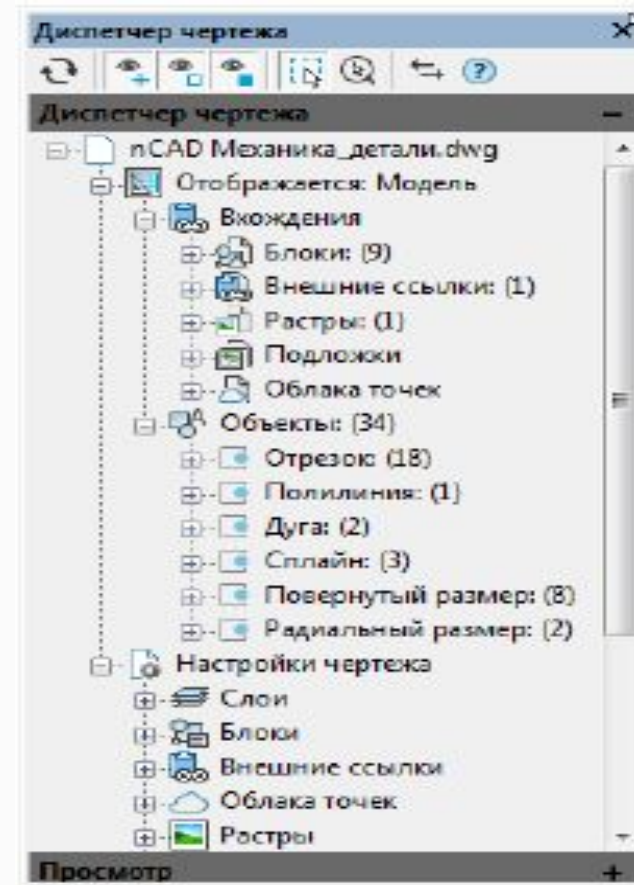 Диспетчер чертежа
Диспетчер чертежа
nCAD Механика_детали.dwg
Отображается: Модель
Вхождения
Блоки: (9)
Внешние ссылки: (1)
Растры: (1)
Подложки
Облака точек
Объекты: (34)
Отрезок: (18)
Полилиния: (1)
Дуга: (2)
Сплайн: (3)
Повернутый размер: (8)
Радиальный размер: (2)
Настройки чертежа
Слои
Блоки
Внешние ссылки
Облака точек
Растры
Просмотр